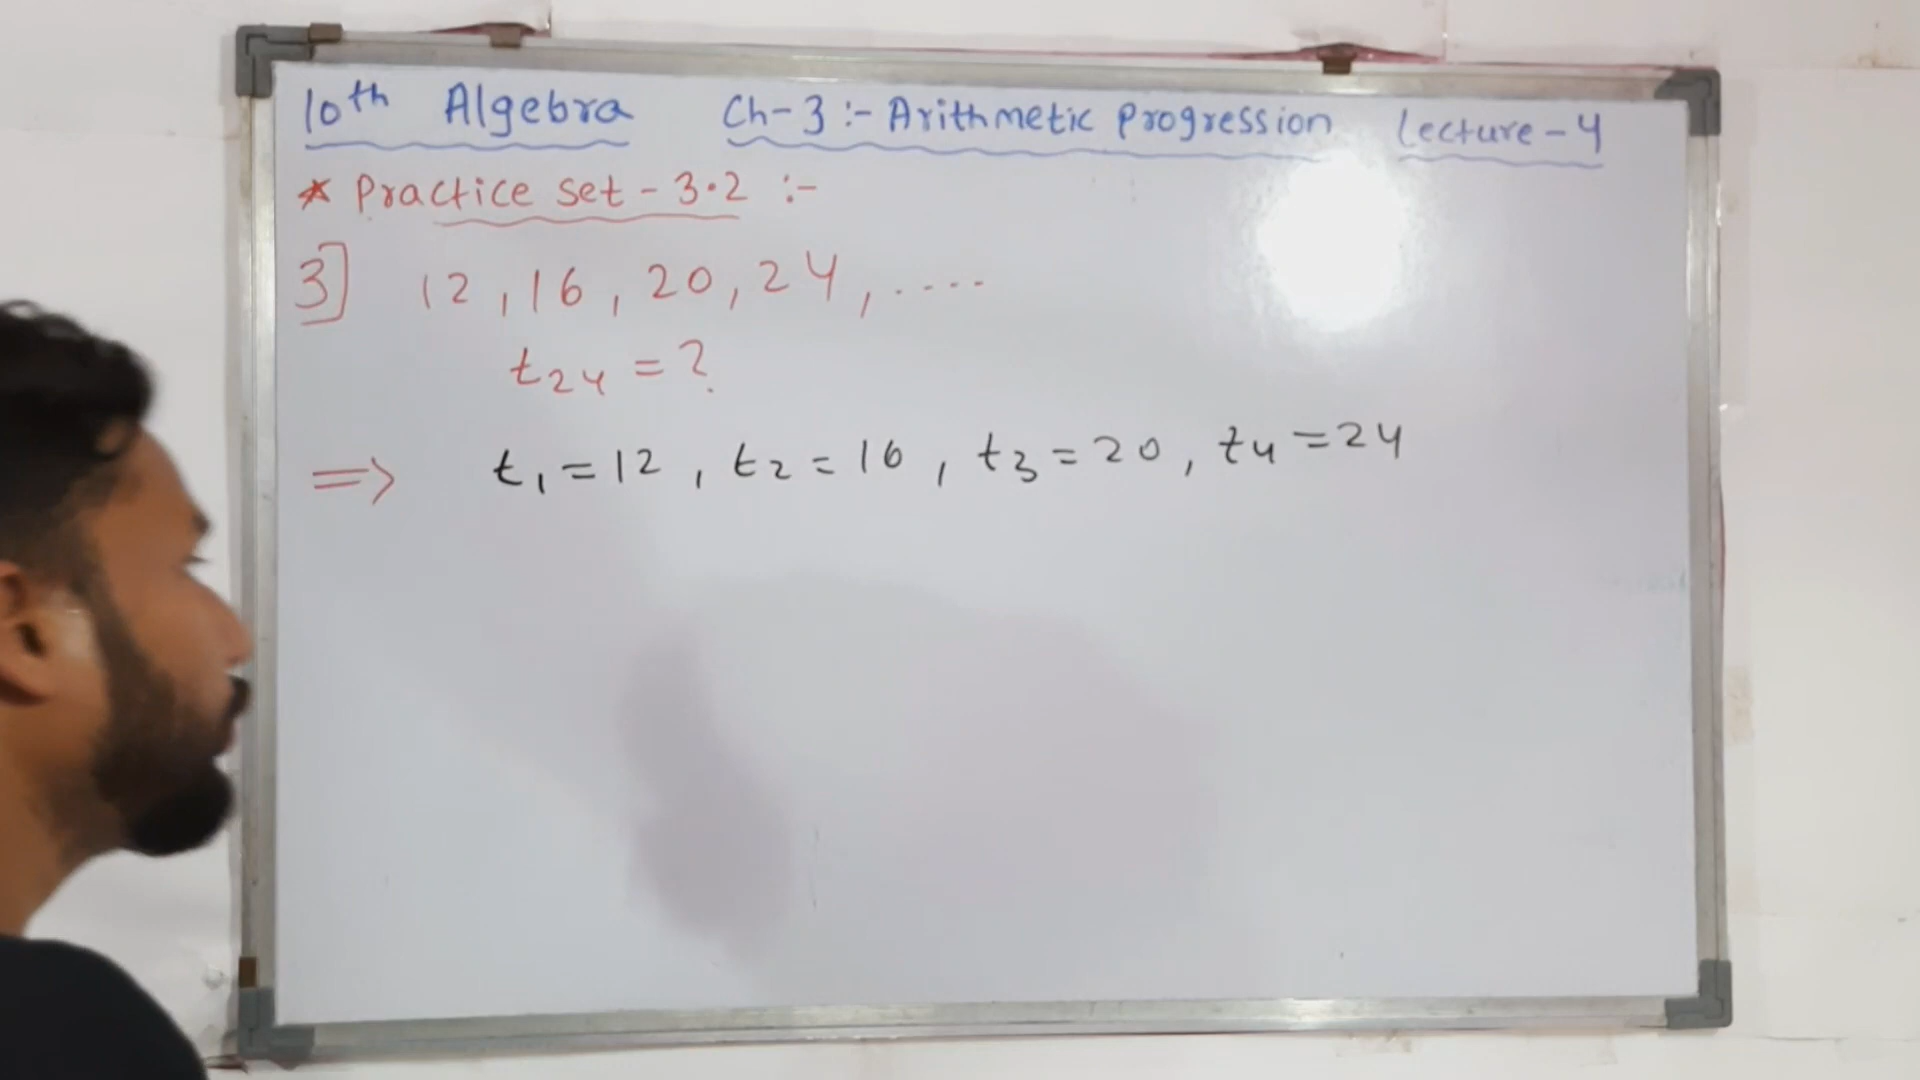 10th Algebra Ch-3 :- Arithmetic Progression Lecture-4
* Practice set - 3.2 :-
3] 12, 16, 20, 24, ....
t24 = ?
=> t1 = 12, t2 = 16, t3 = 20, t4 = 24